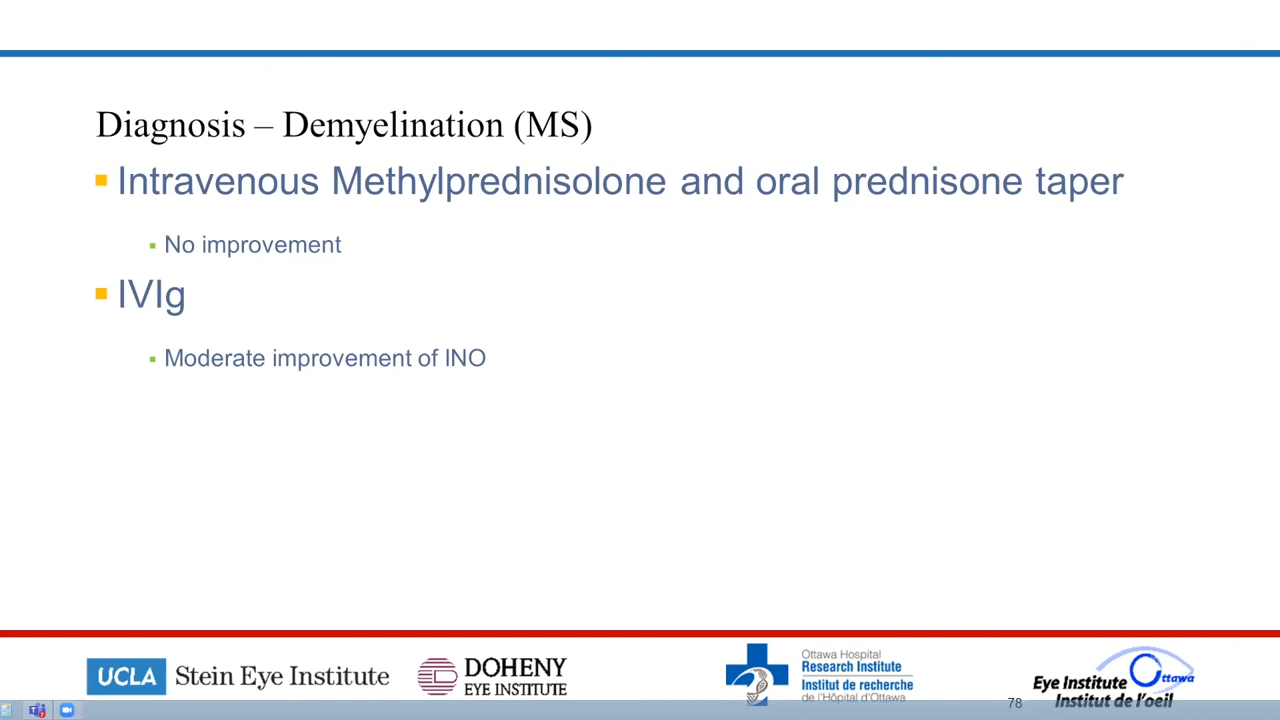 Diagnosis – Demyelination (MS)
Intravenous Methylprednisolone and oral prednisone taper
No improvement
IVIg
Moderate improvement of INO
UCLA Stein Eye Institute
DOHENY
EYE INSTITUTE
Ottawa Hospital
Research Institute
Institut de recherche
de l'Hôpital d'Ottawa
Eye Institute Ottawa
Institut de l'oeil
78